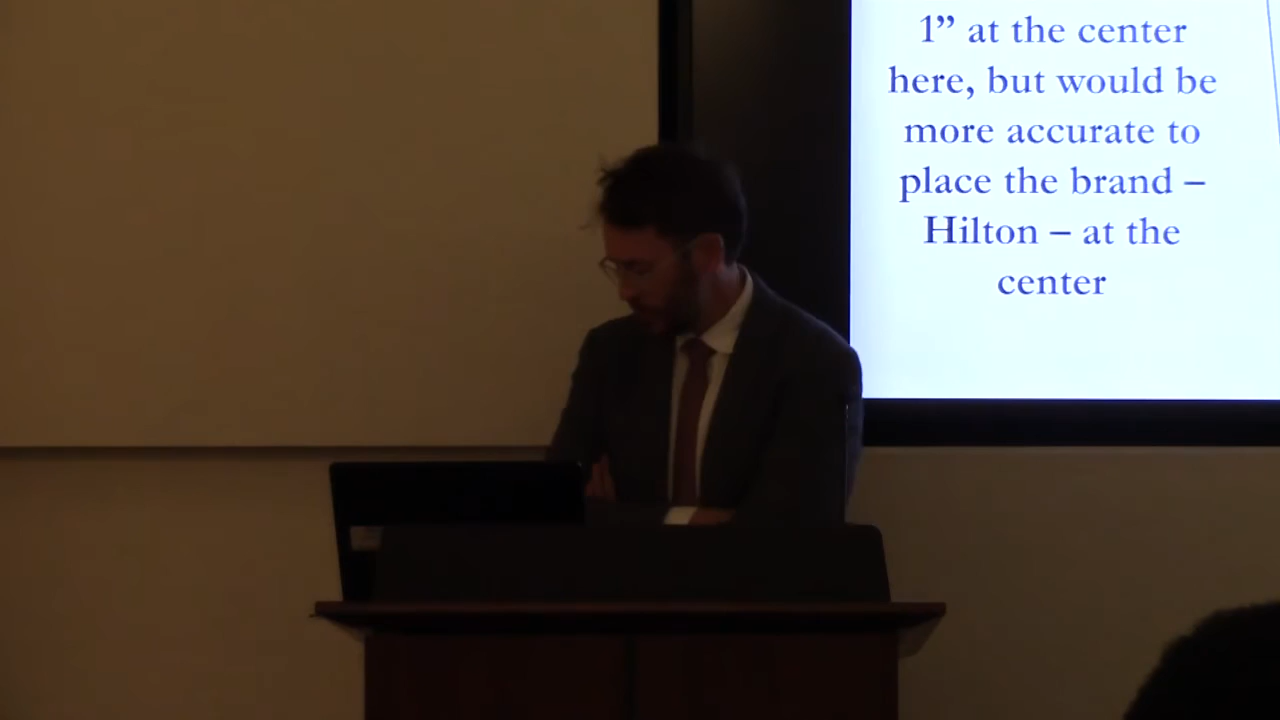 1” at the center
here, but would be
more accurate to
place the brand –
Hilton – at the
center